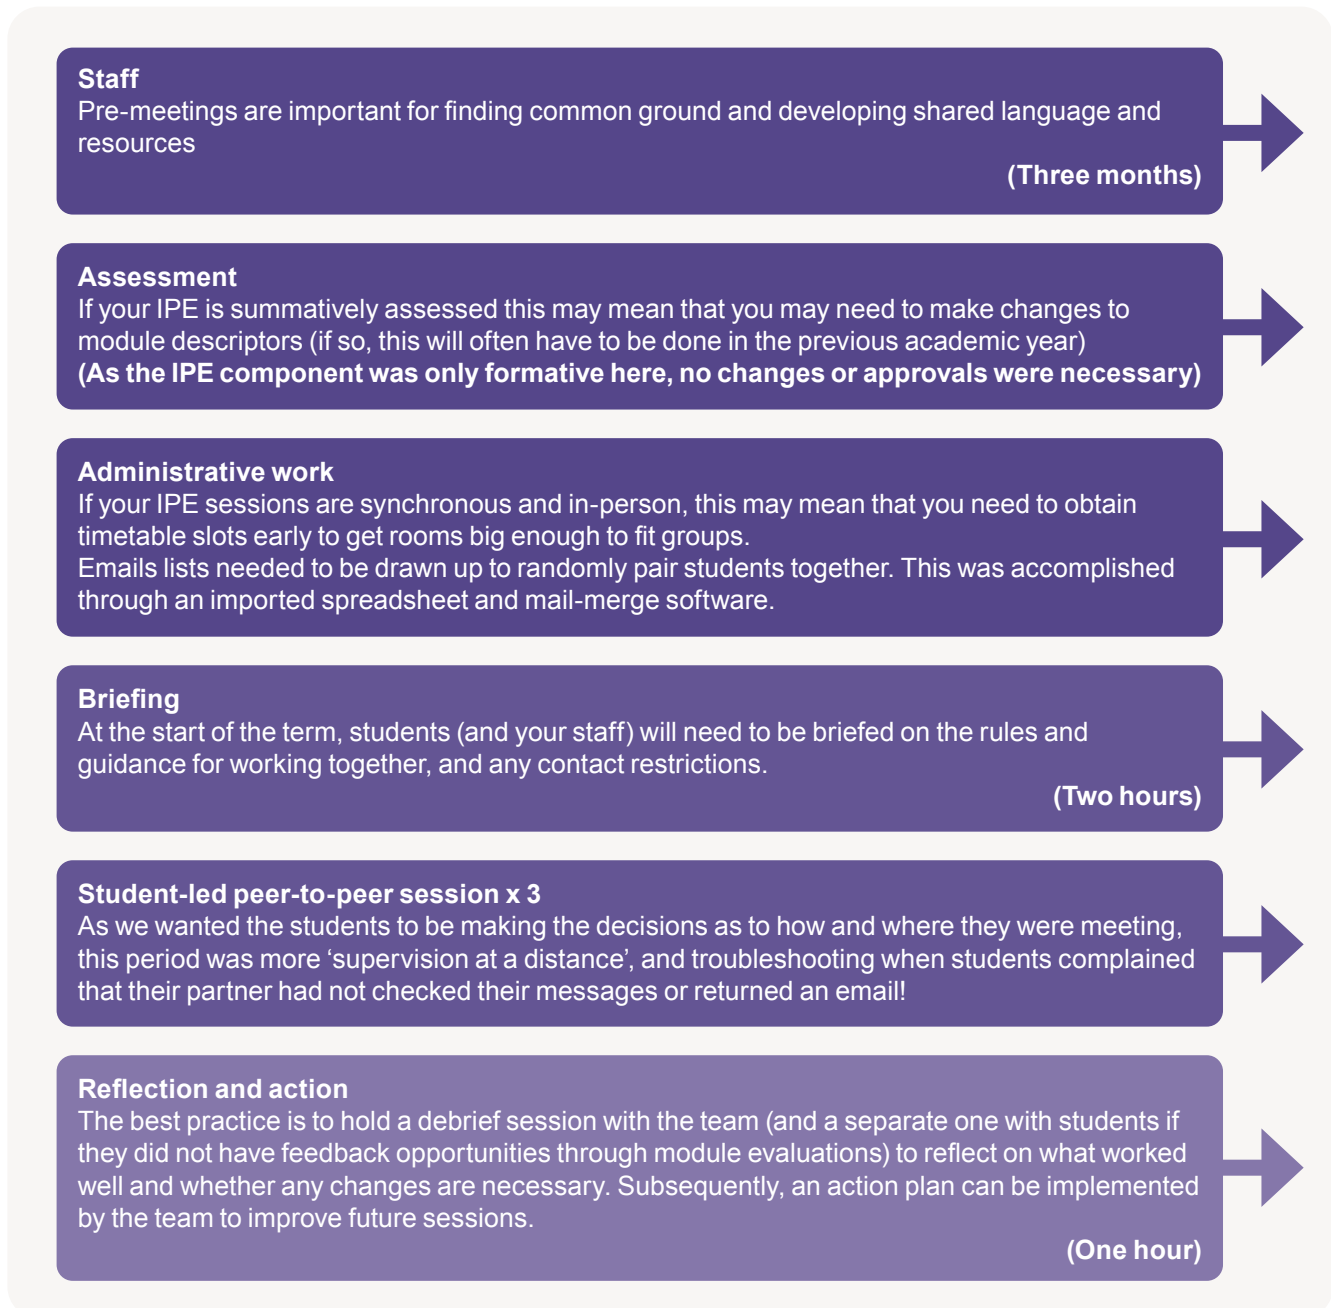 Staff
Pre-meetings are important for finding common ground and developing shared language and
resources
(Three months)
Assessment
If your IPE is summatively assessed this may mean that you may need to make changes to
module descriptors (if so, this will often have to be done in the previous academic year)
(As the IPE component was only formative here, no changes or approvals were necessary)
Administrative work
If your IPE sessions are synchronous and in-person, this may mean that you need to obtain
timetable slots early to get rooms big enough to fit groups.
Emails lists needed to be drawn up to randomly pair students together. This was accomplished
through an imported spreadsheet and mail-merge software.
Briefing
At the start of the term, students (and your staff) will need to be briefed on the rules and
guidance for working together, and any contact restrictions.
(Two hours)
Student-led peer-to-peer session x 3
As we wanted the students to be making the decisions as to how and where they were meeting,
this period was more ‘supervision at a distance’, and troubleshooting when students complained
that their partner had not checked their messages or returned an email!
Reflection and action
The best practice is to hold a debrief session with the team (and a separate one with students if
they did not have feedback opportunities through module evaluations) to reflect on what worked
well and whether any changes are necessary. Subsequently, an action plan can be implemented
by the team to improve future sessions.
(One hour)